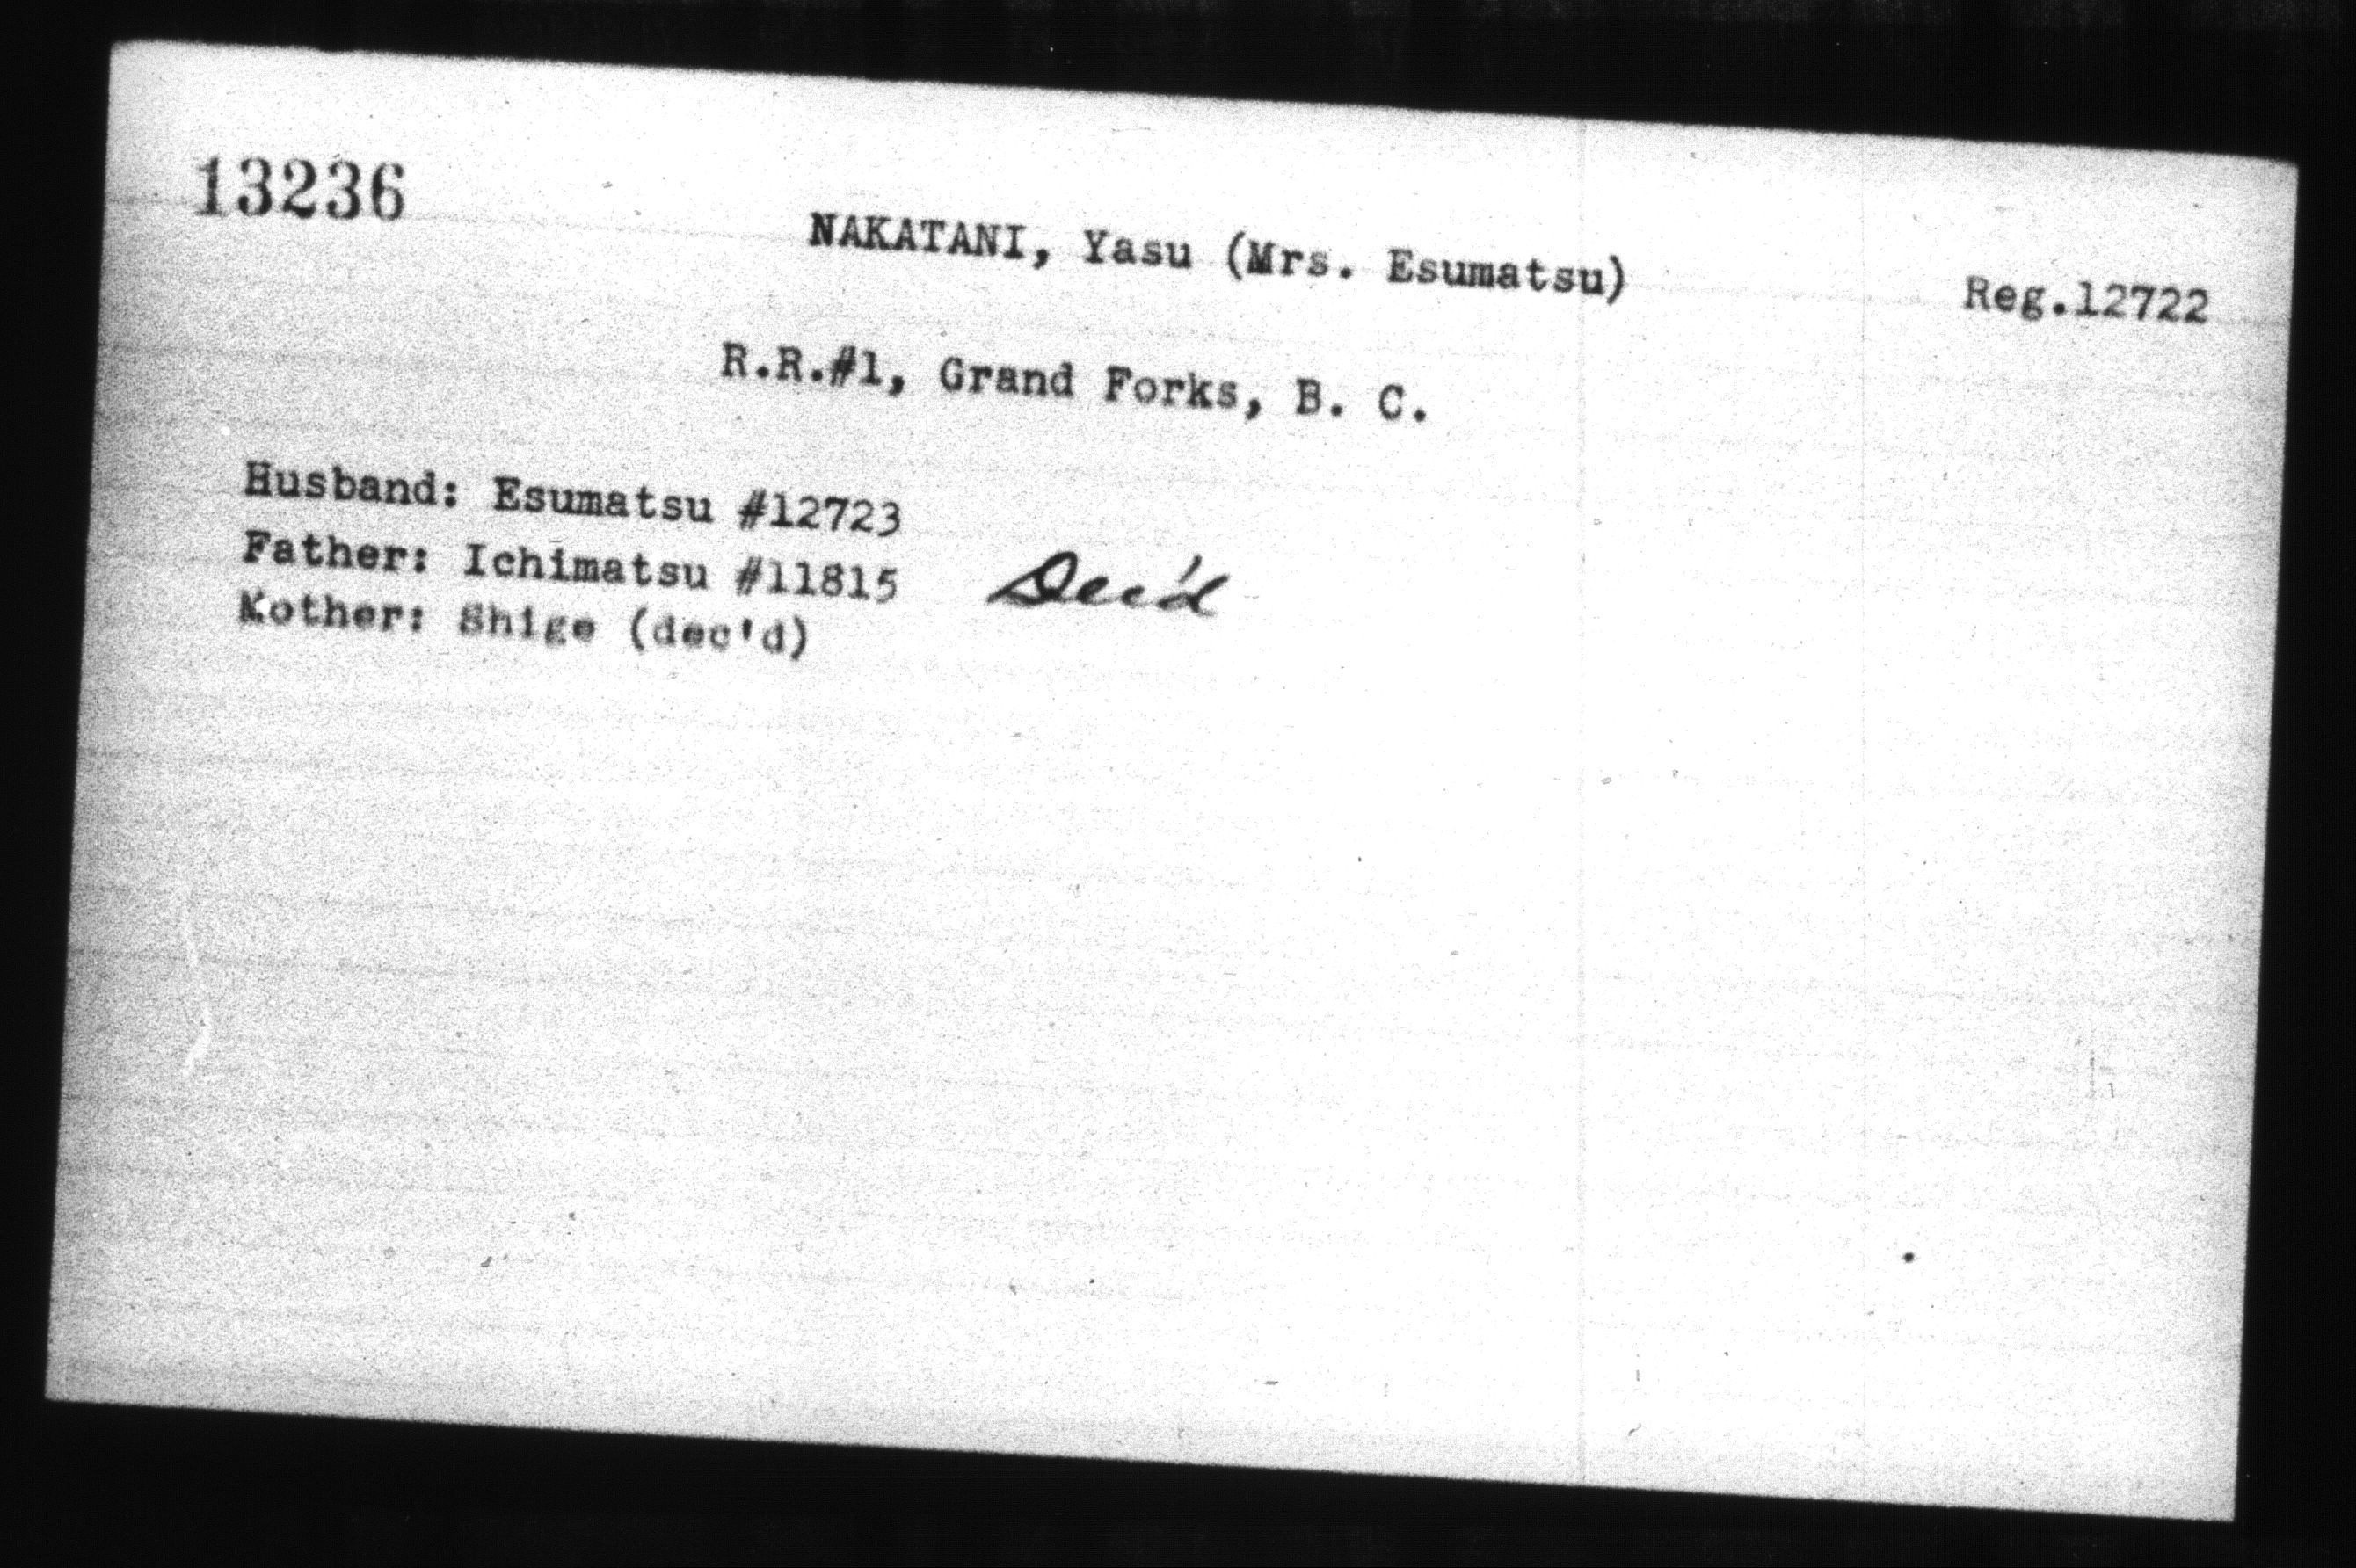 13236
NAKATANI, Yasu (Mrs. Esumatsu)
Reg.12722
R.R.#1, Grand Forks, B. C.
Husband: Esumatsu #12723
Father: Ichimatsu #11815 Dec'd
Mother: Shige (dec'd)